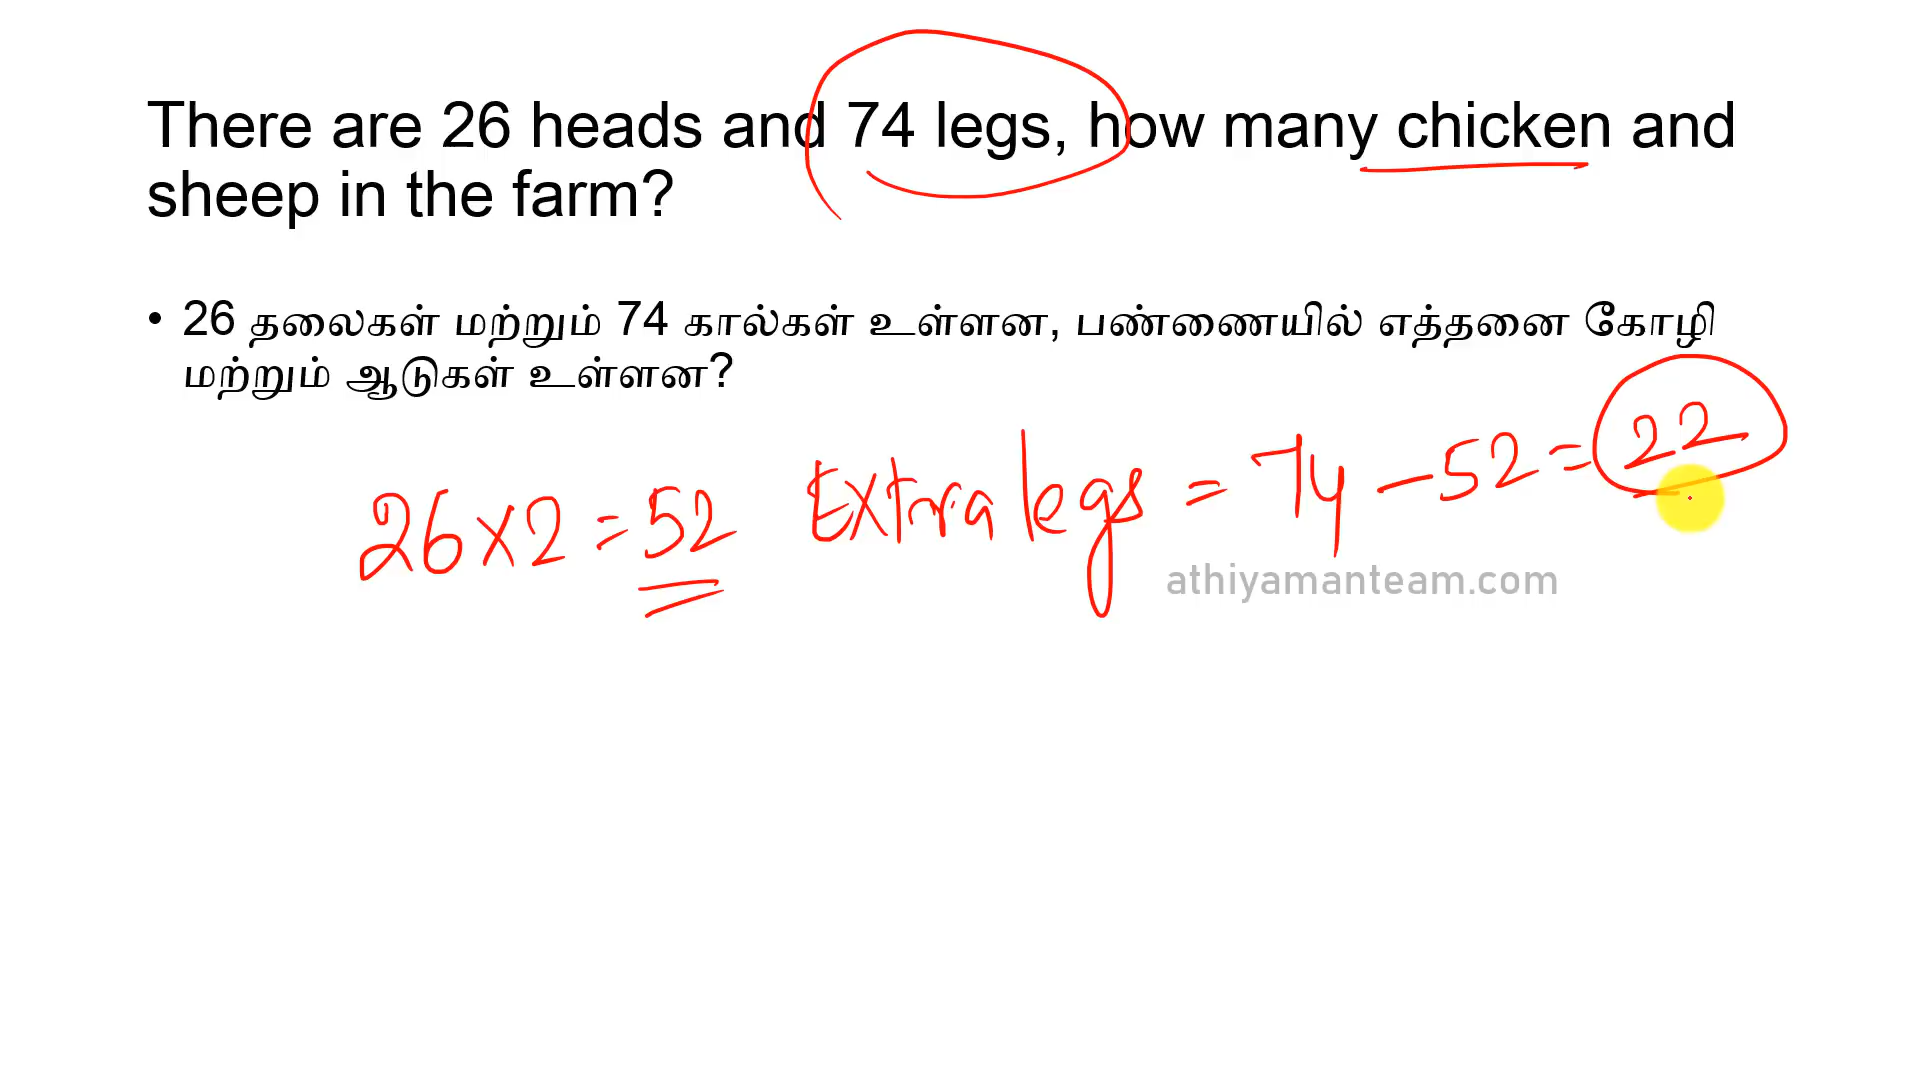 There are 26 heads and 74 legs, how many chicken and
sheep in the farm?
• 26 தலைகள் மற்றும் 74 கால்கள் உள்ளன, பண்ணையில் எத்தனை கோழி
மற்றும் ஆடுகள் உள்ளன?
26 × 2 = 52 Extra legs = 74 - 52 = 22
athiyamanteam.com